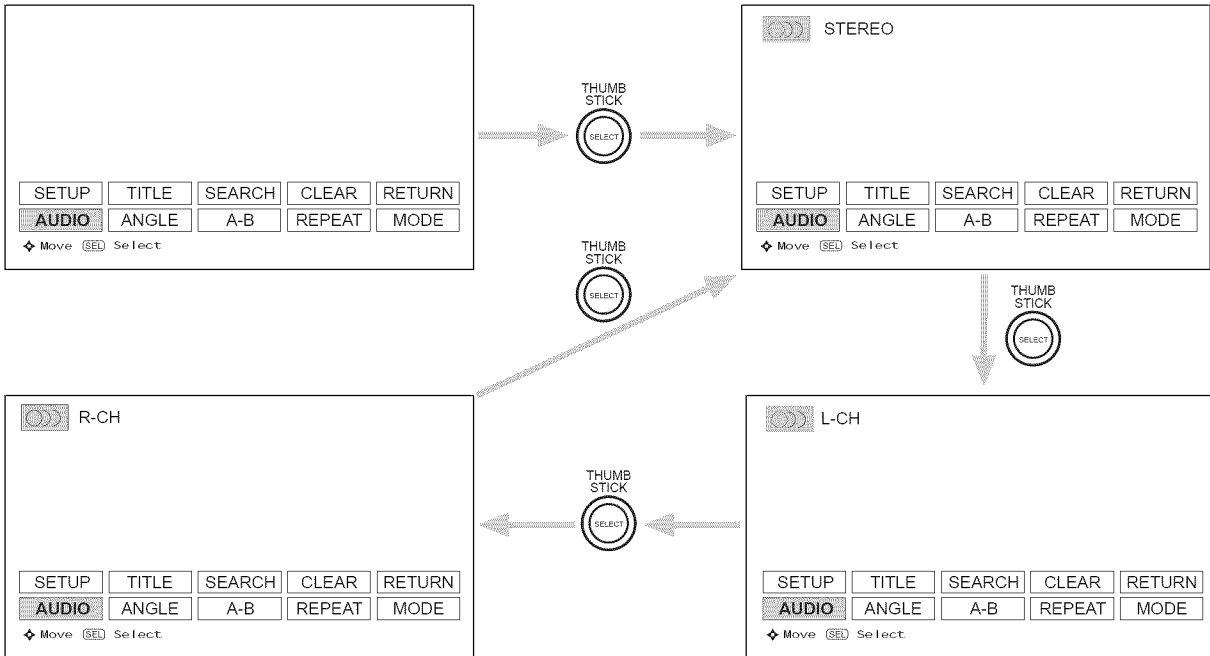 SETUP TITLE SEARCH CLEAR RETURN
AUDIO ANGLE A-B REPEAT MODE
Move SEL Select
THUMB
STICK
SELECT
STEREO
SETUP TITLE SEARCH CLEAR RETURN
AUDIO ANGLE A-B REPEAT MODE
Move SEL Select
THUMB
STICK
SELECT
THUMB
STICK
SELECT
R-CH
SETUP TITLE SEARCH CLEAR RETURN
AUDIO ANGLE A-B REPEAT MODE
Move SEL Select
THUMB
STICK
SELECT
L-CH
SETUP TITLE SEARCH CLEAR RETURN
AUDIO ANGLE A-B REPEAT MODE
Move SEL Select